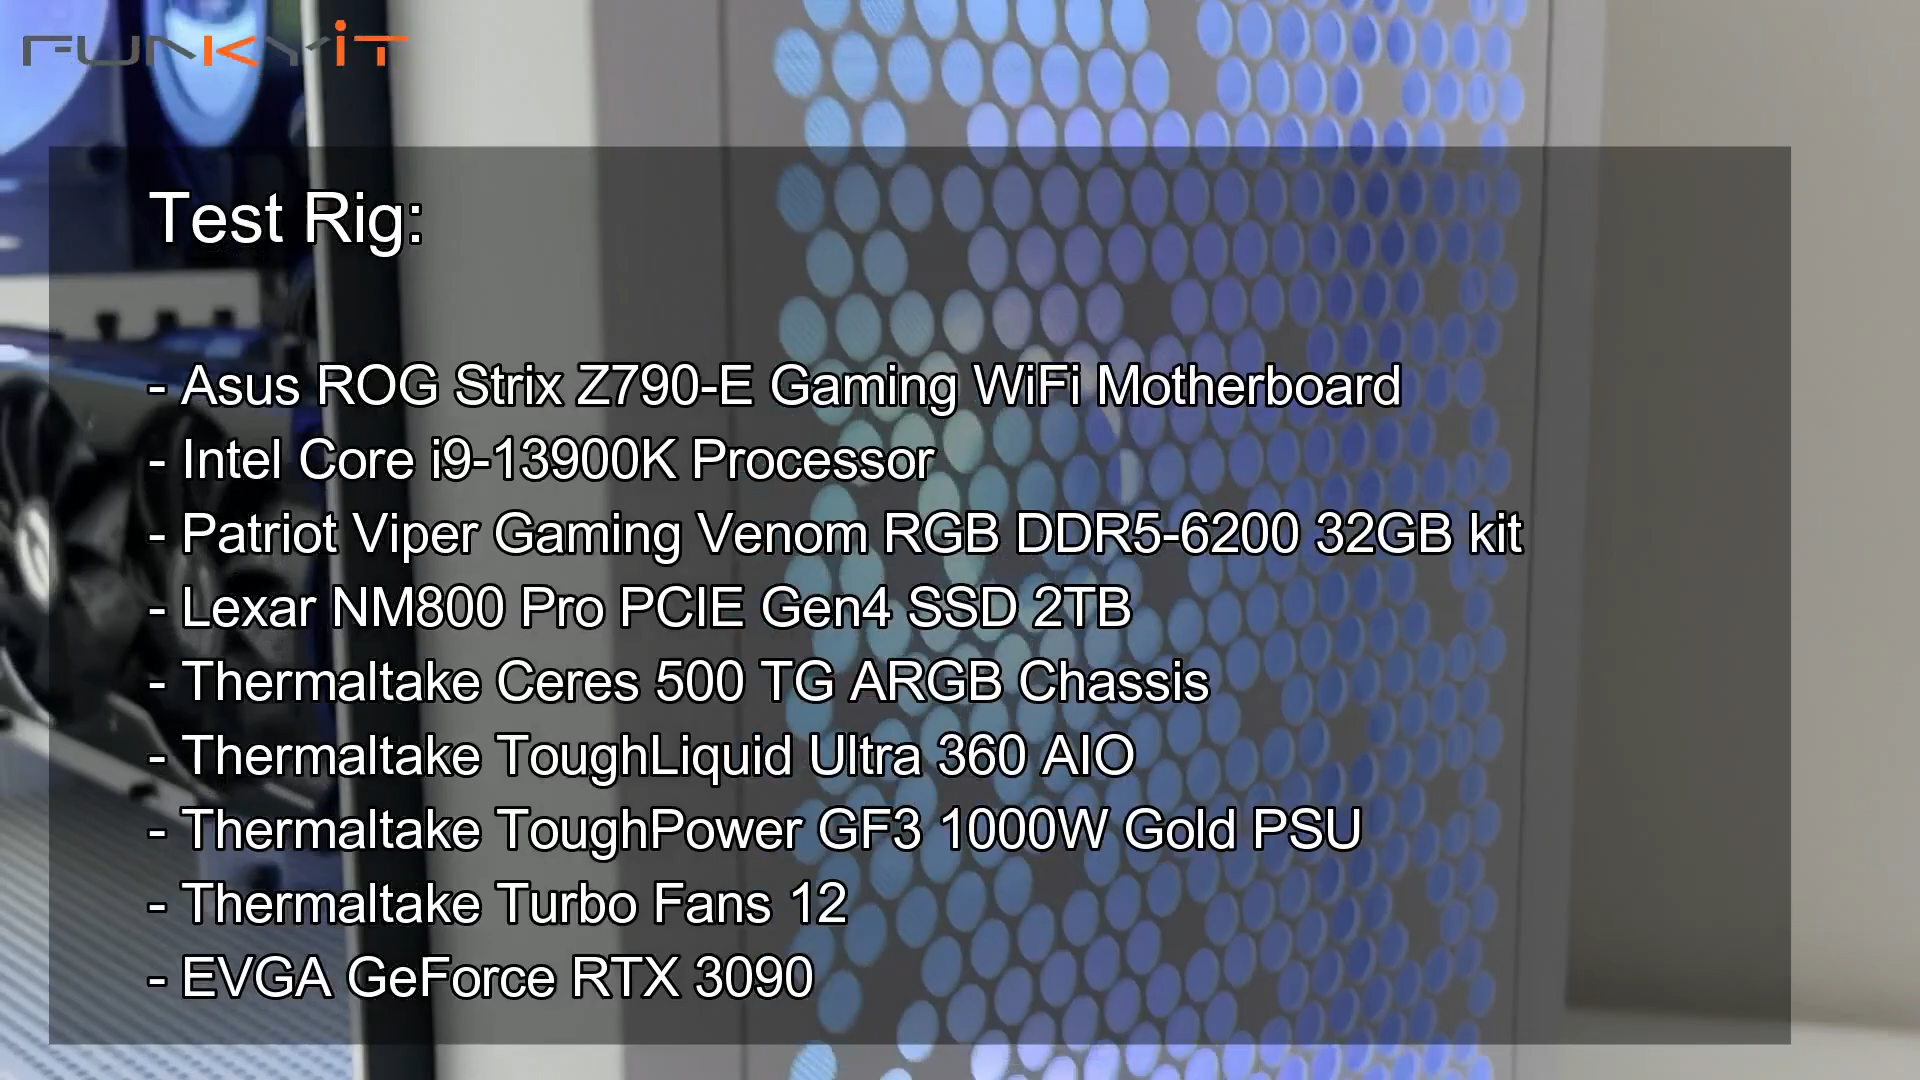 FUNKYIT
Test Rig:
- Asus ROG Strix Z790-E Gaming WiFi Motherboard
- Intel Core i9-13900K Processor
- Patriot Viper Gaming Venom RGB DDR5-6200 32GB kit
- Lexar NM800 Pro PCIE Gen4 SSD 2TB
- Thermaltake Ceres 500 TG ARGB Chassis
- Thermaltake ToughLiquid Ultra 360 AIO
- Thermaltake ToughPower GF3 1000W Gold PSU
- Thermaltake Turbo Fans 12
- EVGA GeForce RTX 3090